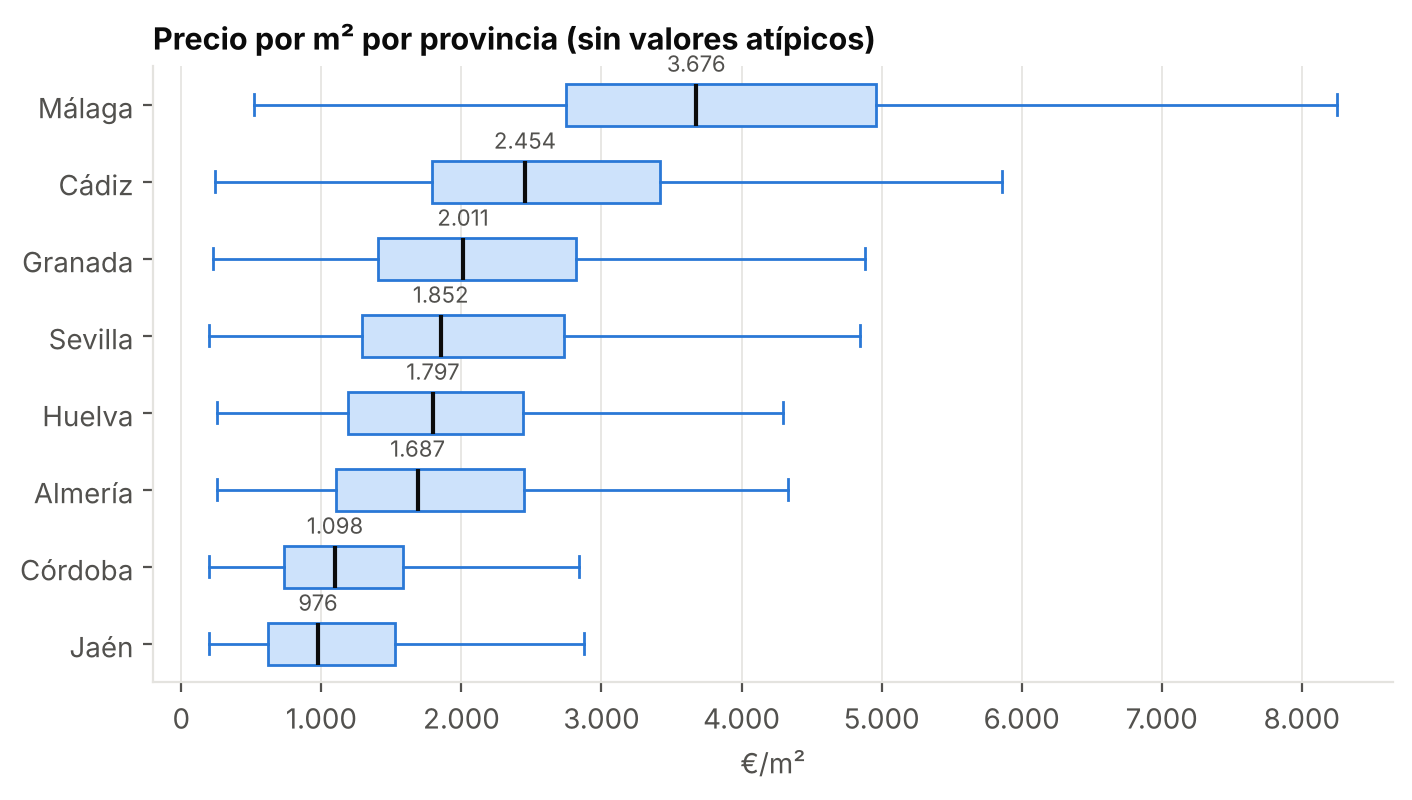 Precio por m² por provincia (sin valores atípicos)
3.676
Málaga
2.454
Cádiz
2.011
Granada
1.852
Sevilla
1.797
Huelva
1.687
Almería
1.098
Córdoba
976
Jaén
0 1.000 2.000 3.000 4.000 5.000 6.000 7.000 8.000
€/m²